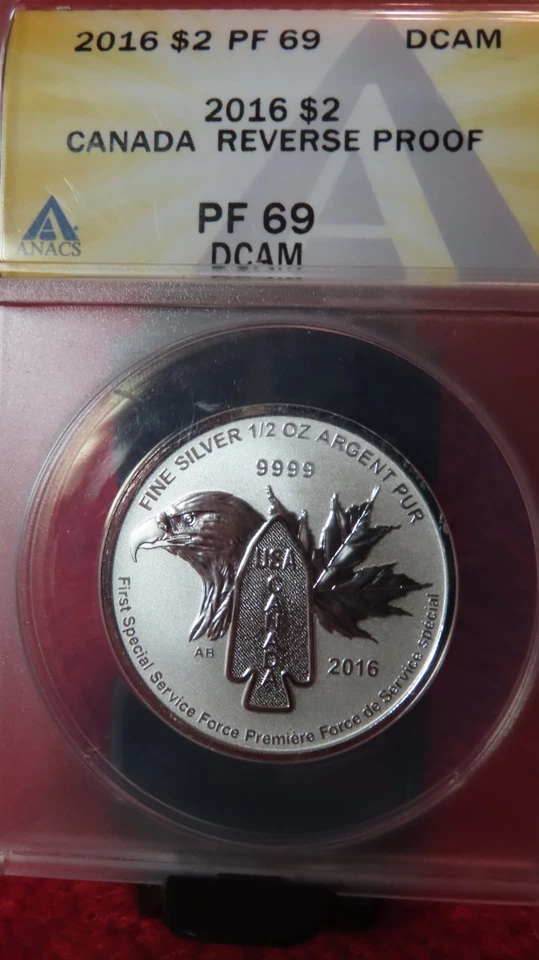 2016 $2 PF 69 DCAM
2016 $2
CANADA REVERSE PROOF
PF 69
DCAM
ANACS
FINE SILVER 1/2 OZ ARGENT PUR
9999
USA
CANADA
AB
2016
First Special Service Force Première Force de Service spécial